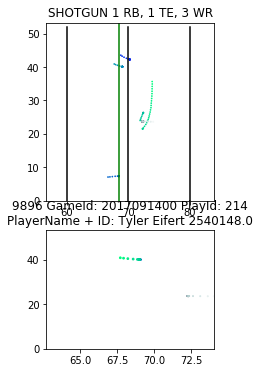 SHOTGUN 1 RB, 1 TE, 3 WR
50
40
30
20
10
0
60 70 80
9896 GameId: 2017091400 PlayId: 214
PlayerName + ID: Tyler Eifert 2540148.0
40
20
0
65.0 67.5 70.0 72.5